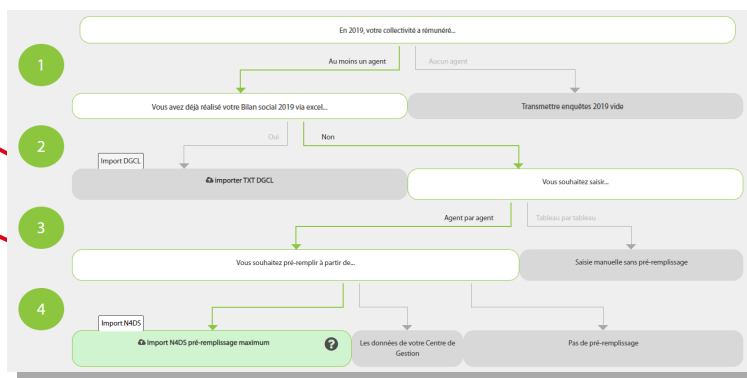 En 2019, votre collectivité a rémunéré...
1
Au moins un agent
Aucun agent
Vous avez déjà réalisé votre Bilan social 2019 via excel...
Transmettre enquêtes 2019 vide
2
Oui
Non
Import DGCL
importer TXT DGCL
Vous souhaitez saisir...
3
Agent par agent
Tableau par tableau
Vous souhaitez pré-remplir à partir de...
Saisie manuelle sans pré-remplissage
4
Import N4DS
Import N4DS pré-remplissage maximum
?
Les données de votre Centre de
Gestion
Pas de pré-remplissage